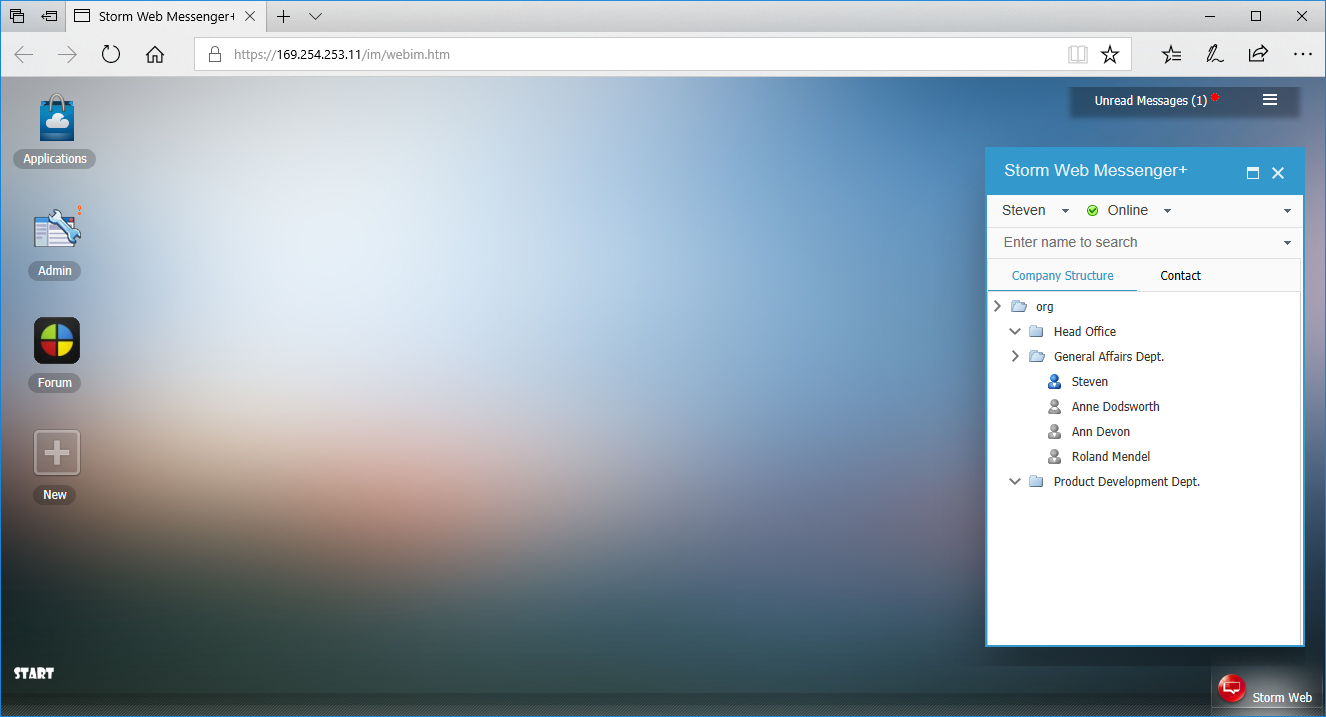 Storm Web Messenger+
https://169.254.253.11/im/webim.htm
Applications
Unread Messages (1)
Admin
Forum
New
Storm Web Messenger+
Steven
Online
Enter name to search
Company Structure
Contact
org
Head Office
General Affairs Dept.
Steven
Anne Dodsworth
Ann Devon
Roland Mendel
Product Development Dept.
START
Storm Web